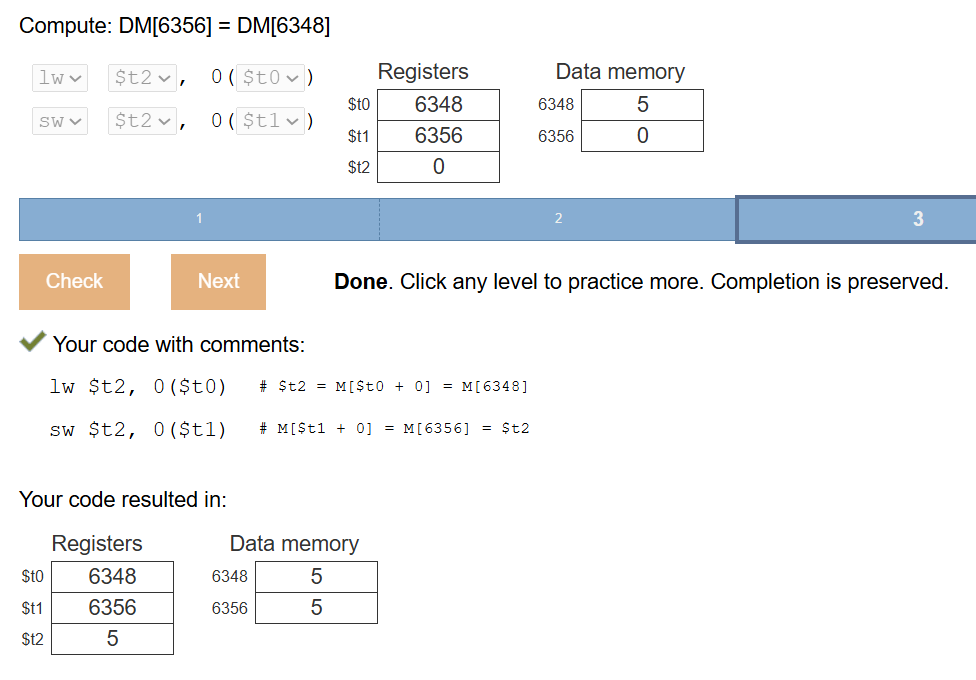 Compute: DM[6356] = DM[6348]
Registers Data memory
lw $t2, 0($t0) $t0 6348 6348 5
sw $t2, 0($t1) $t1 6356 6356 0
$t2 0
1 2 3
Check Next Done. Click any level to practice more. Completion is preserved.
Your code with comments:
lw $t2, 0($t0) # $t2 = M[$t0 + 0] = M[6348]
sw $t2, 0($t1) # M[$t1 + 0] = M[6356] = $t2
Your code resulted in:
Registers Data memory
$t0 6348 6348 5
$t1 6356 6356 5
$t2 5